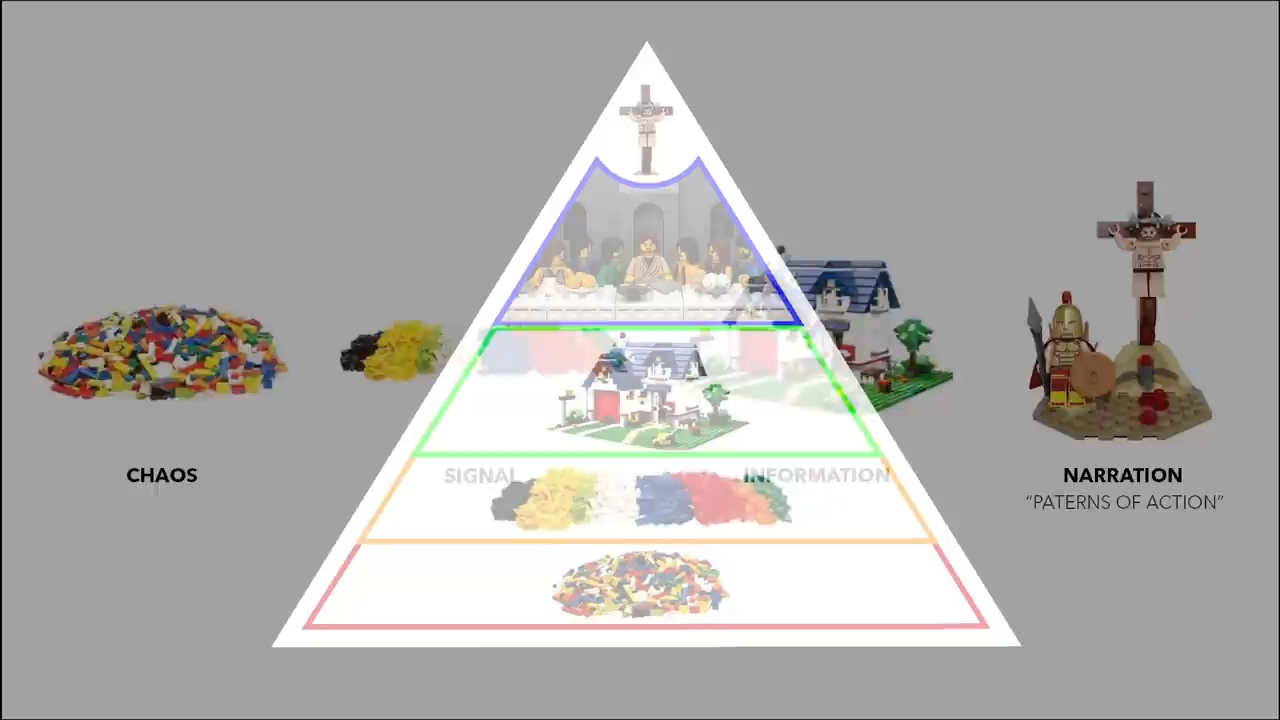 CHAOS
SIGNAL
INFORMATION
NARRATION
“PATERNS OF ACTION”